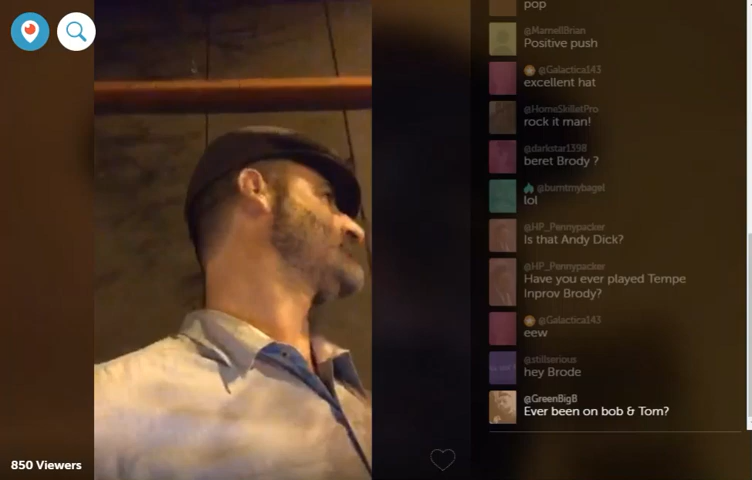 pop
@MarnellBrian
Positive push
@Galactica143
excellent hat
@HomeSkilletPro
rock it man!
@darkstar1398
beret Brody ?
@burntmybagel
lol
@HP_Pennypacker
Is that Andy Dick?
@HP_Pennypacker
Have you ever played Tempe
Inprov Brody?
@Galactica143
eew
@stillserious
hey Brode
@GreenBigB
Ever been on bob & Tom?
850 Viewers